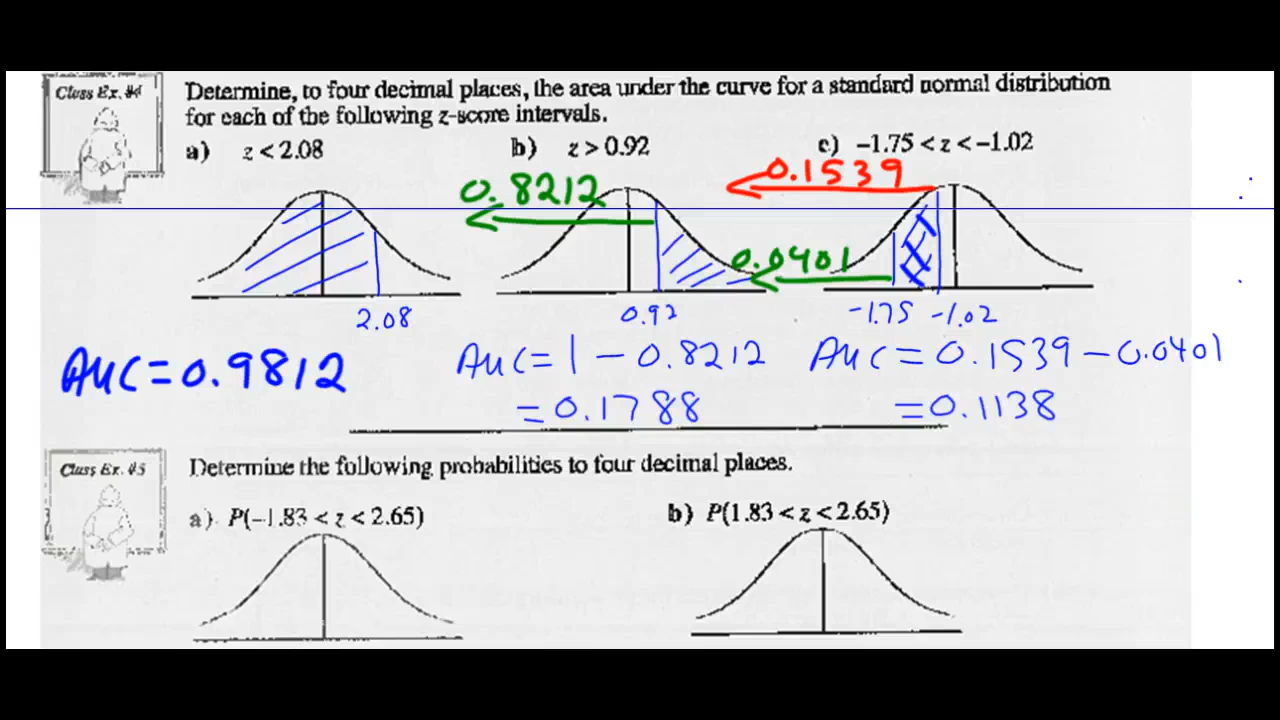 Class Ex. #4
Determine, to four decimal places, the area under the curve for a standard normal distribution
for each of the following z-score intervals.
a) z < 2.08
b) z > 0.92
c) −1.75 < z < −1.02
0.8212
0.1539
0.0401
2.08
0.92
−1.75 −1.02
AUC = 0.9812
AUC = 1 − 0.8212
= 0.1788
AUC = 0.1539 − 0.0401
= 0.1138
Class Ex. #5
Determine the following probabilities to four decimal places.
a) P(−1.83 < z < 2.65)
b) P(1.83 < z < 2.65)